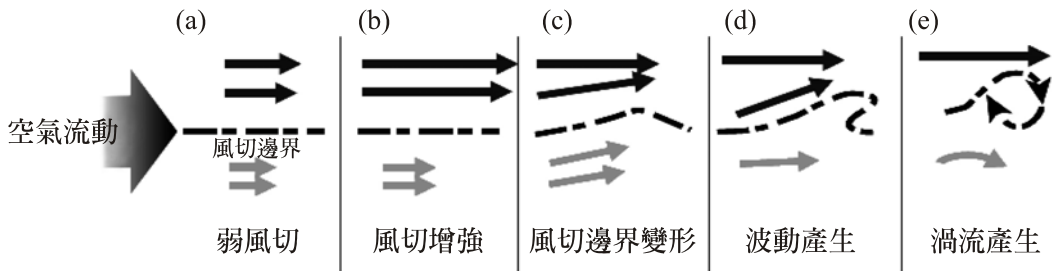 (a)
(b)
(c)
(d)
(e)
空氣流動
風切邊界
弱風切
風切增強
風切邊界變形
波動產生
渦流產生